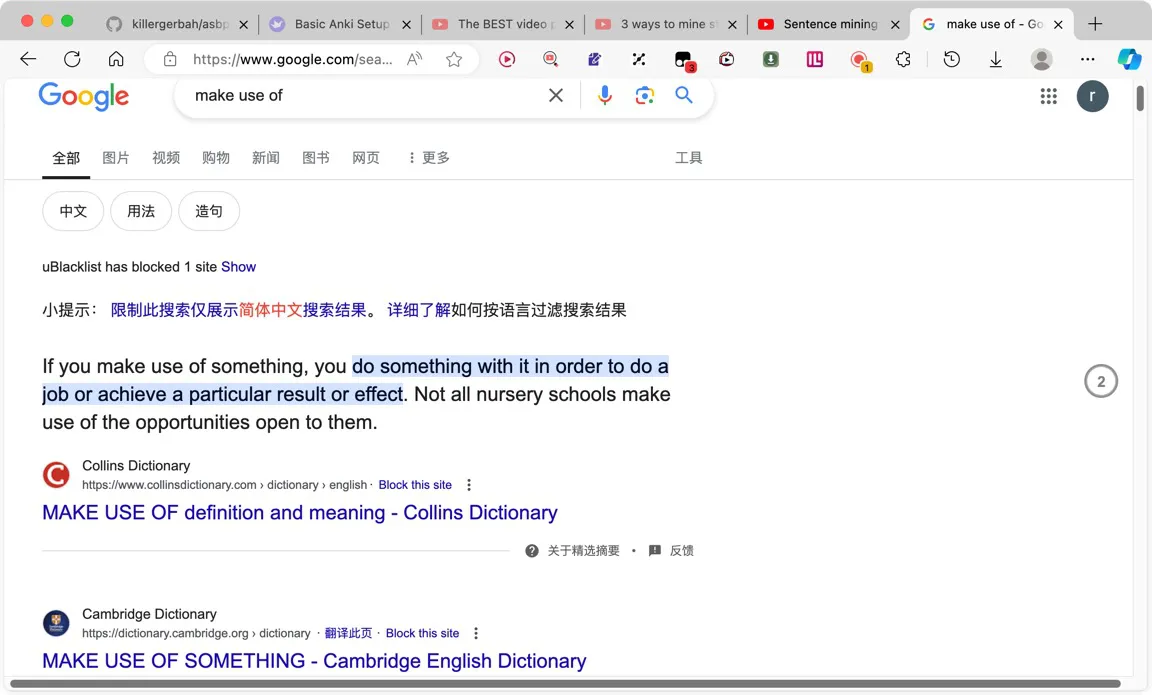 killergerbah/asbp
Basic Anki Setup
The BEST video p
3 ways to mine s
Sentence mining
make use of - Go
https://www.google.com/sea...
3
1
Google
make use of
r
全部 图片 视频 购物 新闻 图书 网页 更多 工具
中文 用法 造句
uBlacklist has blocked 1 site Show
小提示： 限制此搜索仅展示简体中文搜索结果。 详细了解如何按语言过滤搜索结果
If you make use of something, you do something with it in order to do a
job or achieve a particular result or effect. Not all nursery schools make
use of the opportunities open to them.
2
Collins Dictionary
https://www.collinsdictionary.com › dictionary › english · Block this site
MAKE USE OF definition and meaning - Collins Dictionary
关于精选摘要 • 反馈
Cambridge Dictionary
https://dictionary.cambridge.org › dictionary · 翻译此页 · Block this site
MAKE USE OF SOMETHING - Cambridge English Dictionary